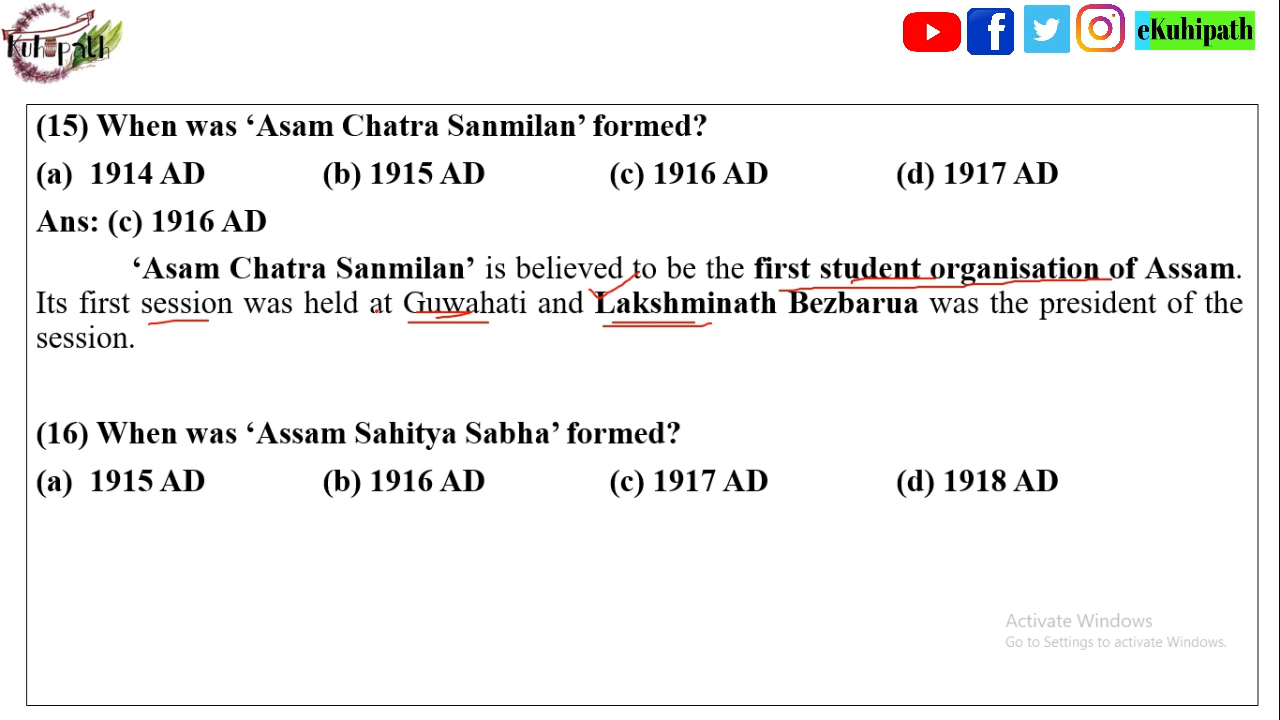 Kuhipath
eKuhipath
(15) When was ‘Asam Chatra Sanmilan’ formed?
(a) 1914 AD (b) 1915 AD (c) 1916 AD (d) 1917 AD
Ans: (c) 1916 AD
‘Asam Chatra Sanmilan’ is believed to be the first student organisation of Assam.
Its first session was held at Guwahati and Lakshminath Bezbarua was the president of the
session.
(16) When was ‘Assam Sahitya Sabha’ formed?
(a) 1915 AD (b) 1916 AD (c) 1917 AD (d) 1918 AD
Activate Windows
Go to Settings to activate Windows.